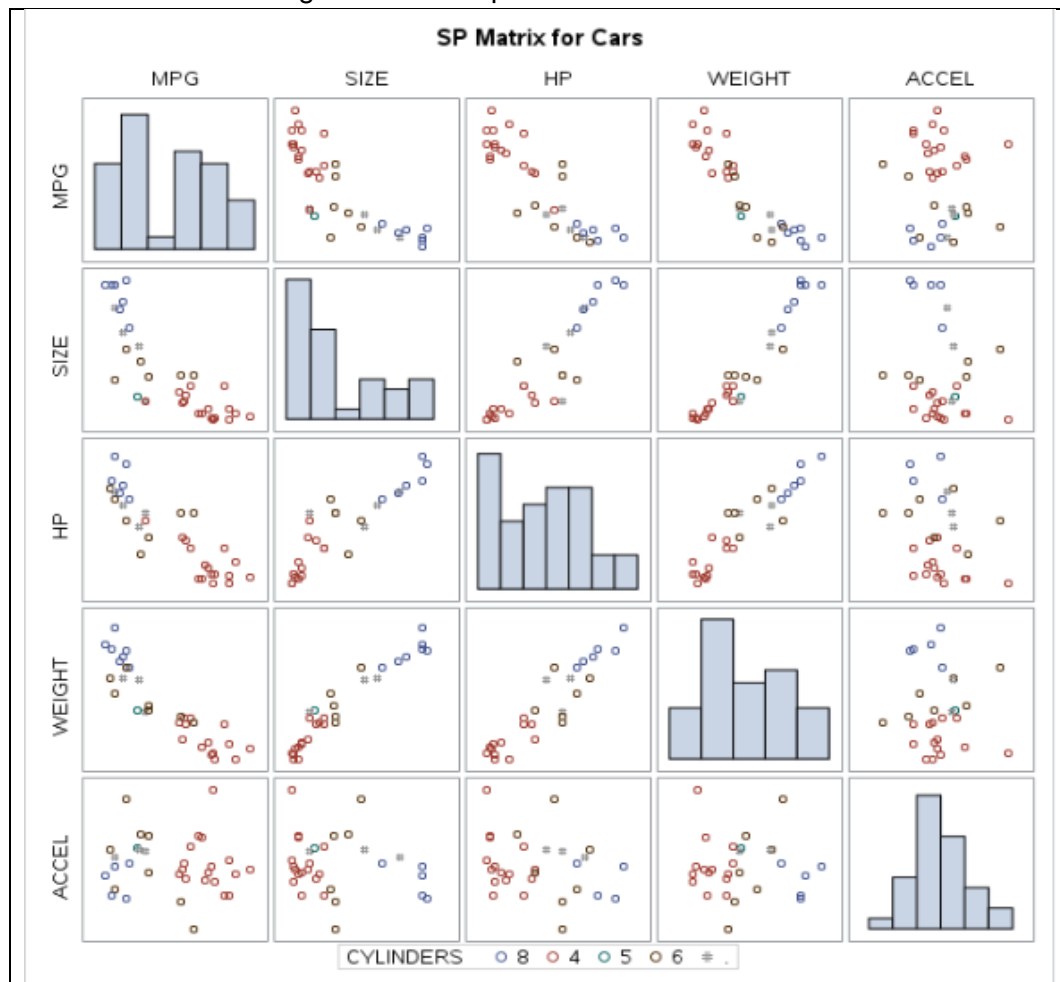 SP Matrix for Cars
MPG SIZE HP WEIGHT ACCEL
MPG
SIZE
HP
WEIGHT
ACCEL
CYLINDERS 8 4 5 6 # .